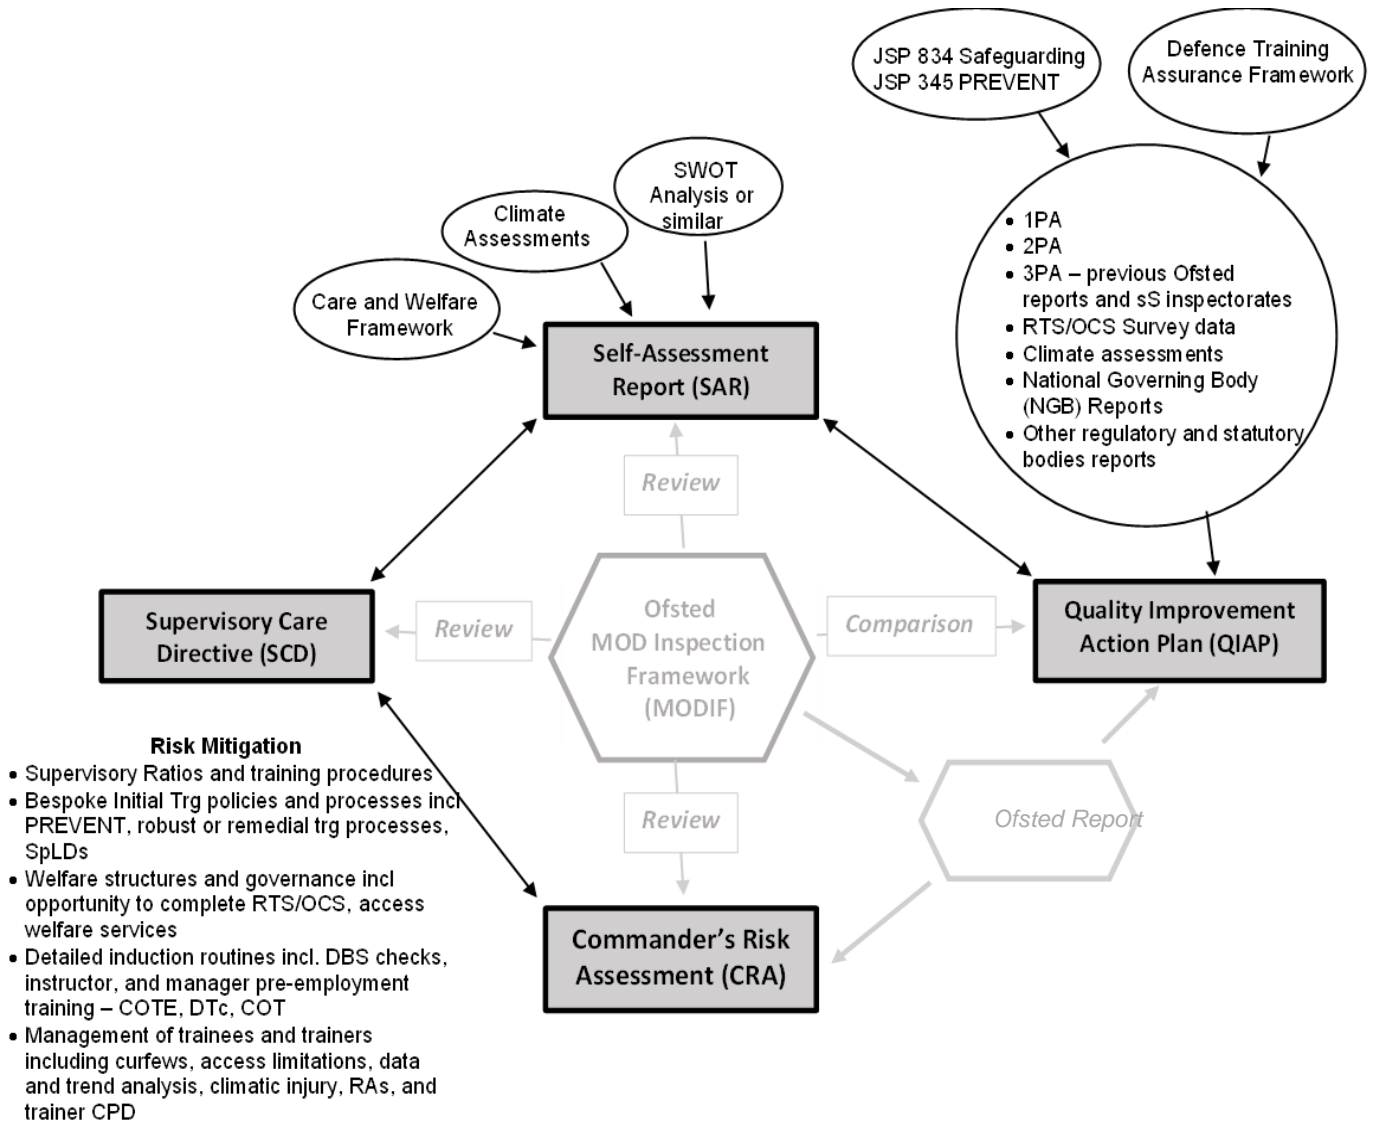 JSP 834 Safeguarding
JSP 345 PREVENT
Defence Training
Assurance Framework
SWOT
Analysis or
similar
Climate
Assessments
Care and Welfare
Framework
• 1PA
• 2PA
• 3PA – previous Ofsted
reports and sS inspectorates
• RTS/OCS Survey data
• Climate assessments
• National Governing Body
(NGB) Reports
• Other regulatory and statutory
bodies reports
Self-Assessment
Report (SAR)
Review
Supervisory Care
Directive (SCD)
Review
Ofsted
MOD Inspection
Framework
(MODIF)
Comparison
Quality Improvement
Action Plan (QIAP)
Risk Mitigation
• Supervisory Ratios and training procedures
• Bespoke Initial Trg policies and processes incl
PREVENT, robust or remedial trg processes,
SpLDs
• Welfare structures and governance incl
opportunity to complete RTS/OCS, access
welfare services
• Detailed induction routines incl. DBS checks,
instructor, and manager pre-employment
training – COTE, DTc, COT
• Management of trainees and trainers
including curfews, access limitations, data
and trend analysis, climatic injury, RAs, and
trainer CPD
Review
Ofsted Report
Commander’s Risk
Assessment (CRA)